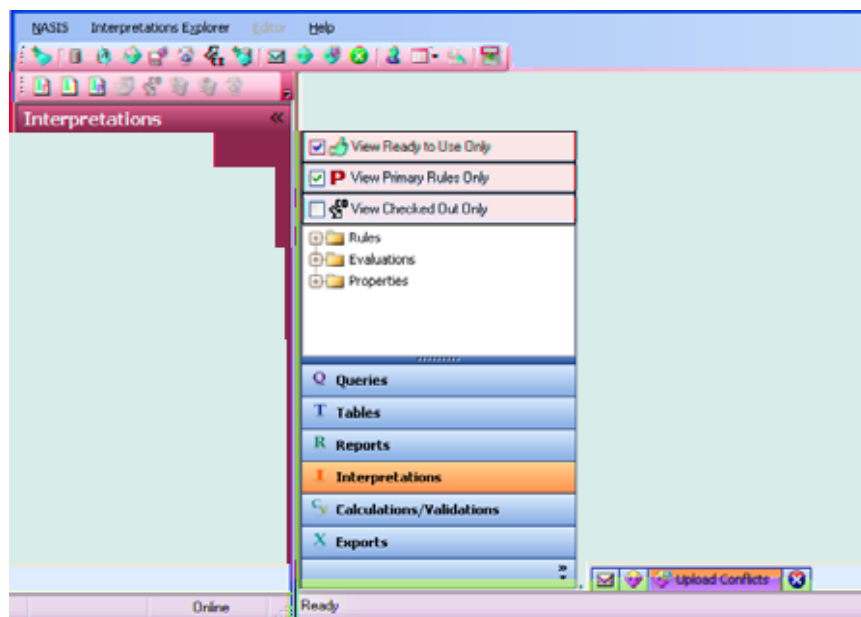 NASIS Interpretations Explorer Editor Help
Interpretations
View Ready to Use Only
P View Primary Rules Only
View Checked Out Only
Rules
Evaluations
Properties
Q Queries
T Tables
R Reports
I Interpretations
CV Calculations/Validations
X Exports
Upload Conflicts
Online Ready